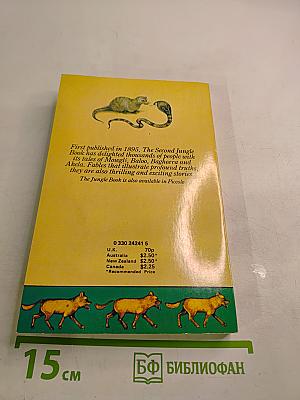 First published in 1895, The Second Jungle
Book has delighted thousands of people with
its tales of Mougli, Baloo, Bagheera and
Akela. Fables that illustrate profound truths,
they are also thrilling and exciting stories
The Jungle Book is also available in Piccolo
0 330 24241 5
U.K. 70p
Australia $2.50*
New Zealand $2.50*
Canada $2.25
*Recommended Price
15 см
БФ БИБЛИОФАН